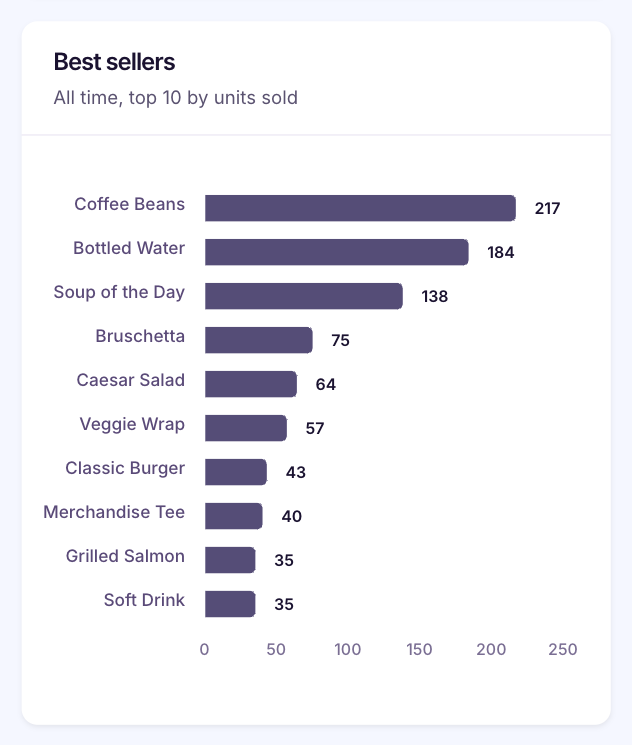 Best sellers
All time, top 10 by units sold
Coffee Beans 217
Bottled Water 184
Soup of the Day 138
Bruschetta 75
Caesar Salad 64
Veggie Wrap 57
Classic Burger 43
Merchandise Tee 40
Grilled Salmon 35
Soft Drink 35
0 50 100 150 200 250